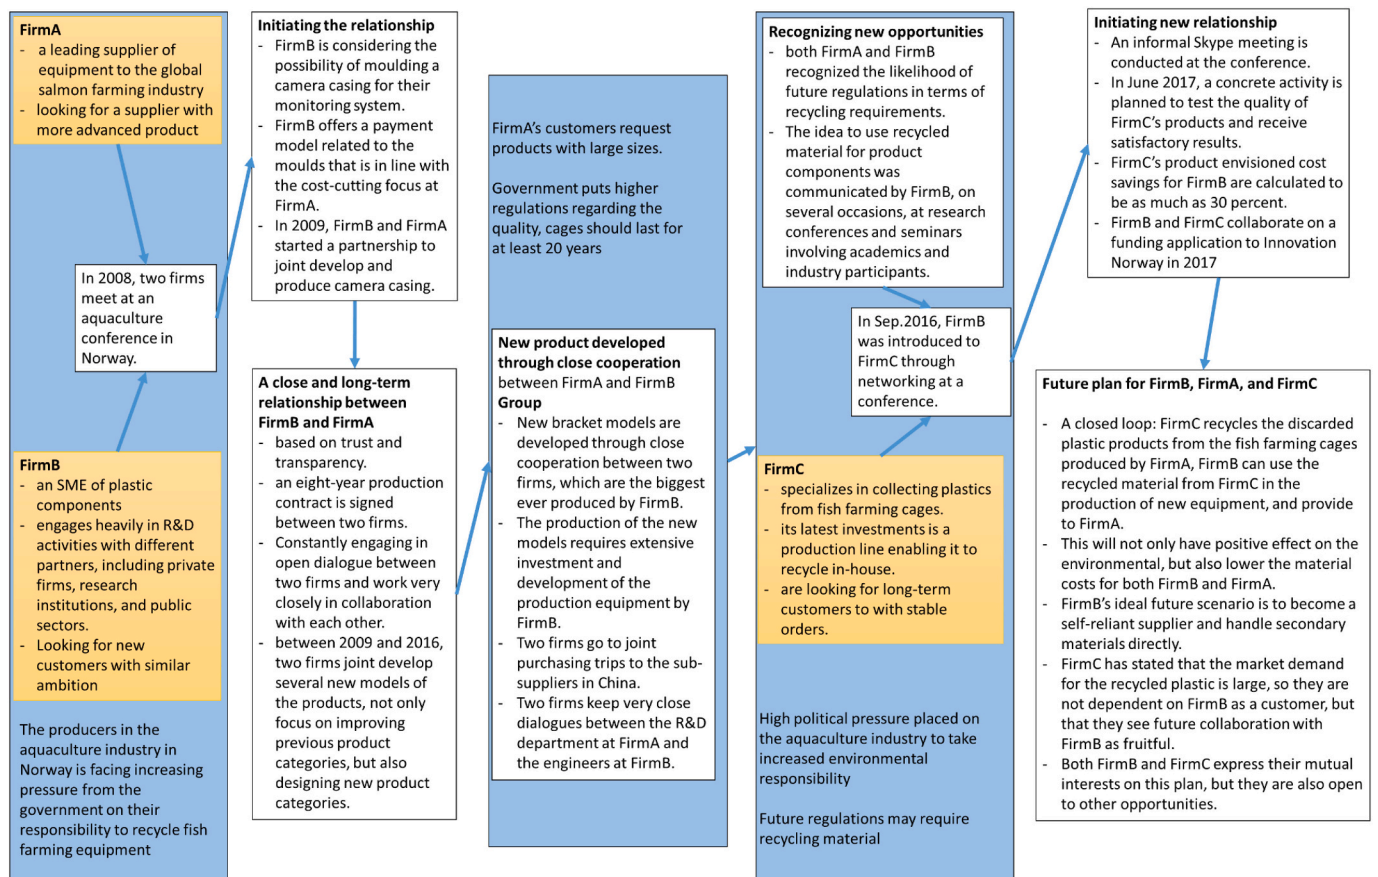 FirmA
- a leading supplier of
equipment to the global
salmon farming industry
- looking for a supplier with
more advanced product
In 2008, two firms
meet at an
aquaculture
conference in
Norway.
FirmB
- an SME of plastic
components
- engages heavily in R&D
activities with different
partners, including private
firms, research
institutions, and public
sectors.
- Looking for new
customers with similar
ambition
The producers in the
aquaculture industry in
Norway is facing increasing
pressure from the
government on their
responsibility to recycle fish
farming equipment
Initiating the relationship
- FirmB is considering the
possibility of moulding a
camera casing for their
monitoring system.
- FirmB offers a payment
model related to the
moulds that is in line with
the cost-cutting focus at
FirmA.
- In 2009, FirmB and FirmA
started a partnership to
joint develop and
produce camera casing.
A close and long-term
relationship between
FirmB and FirmA
- based on trust and
transparency.
- an eight-year production
contract is signed
between two firms.
- Constantly engaging in
open dialogue between
two firms and work very
closely in collaboration
with each other.
- between 2009 and 2016,
two firms joint develop
several new models of
the products, not only
focus on improving
previous product
categories, but also
designing new product
categories.
FirmA's customers request
products with large sizes.
Government puts higher
regulations regarding the
quality, cages should last for
at least 20 years
New product developed
through close cooperation
between FirmA and FirmB
Group
- New bracket models are
developed through close
cooperation between two
firms, which are the biggest
ever produced by FirmB.
- The production of the new
models requires extensive
investment and
development of the
production equipment by
FirmB.
- Two firms go to joint
purchasing trips to the sub-
suppliers in China.
- Two firms keep very close
dialogues between the R&D
department at FirmA and
the engineers at FirmB.
Recognizing new opportunities
- both FirmA and FirmB
recognized the likelihood of
future regulations in terms of
recycling requirements.
- The idea to use recycled
material for product
components was
communicated by FirmB, on
several occasions, at research
conferences and seminars
involving academics and
industry participants.
In Sep.2016, FirmB
was introduced to
FirmC through
networking at a
conference.
FirmC
- specializes in collecting plastics
from fish farming cages.
- its latest investments is a
production line enabling it to
recycle in-house.
- are looking for long-term
customers to with stable
orders.
High political pressure placed on
the aquaculture industry to take
increased environmental
responsibility
Future regulations may require
recycling material
Initiating new relationship
- An informal Skype meeting is
conducted at the conference.
- In June 2017, a concrete activity is
planned to test the quality of
FirmC's products and receive
satisfactory results.
- FirmC's product envisioned cost
savings for FirmB are calculated to
be as much as 30 percent.
- FirmB and FirmC collaborate on a
funding application to Innovation
Norway in 2017
Future plan for FirmB, FirmA, and FirmC
- A closed loop: FirmC recycles the discarded
plastic products from the fish farming cages
produced by FirmA, FirmB can use the
recycled material from FirmC in the
production of new equipment, and provide
to FirmA.
- This will not only have positive effect on the
environmental, but also lower the material
costs for both FirmB and FirmA.
- FirmB's ideal future scenario is to become a
self-reliant supplier and handle secondary
materials directly.
- FirmC has stated that the market demand
for the recycled plastic is large, so they are
not dependent on FirmB as a customer, but
that they see future collaboration with
FirmB as fruitful.
- Both FirmB and FirmC express their mutual
interests on this plan, but they are also open
to other opportunities.